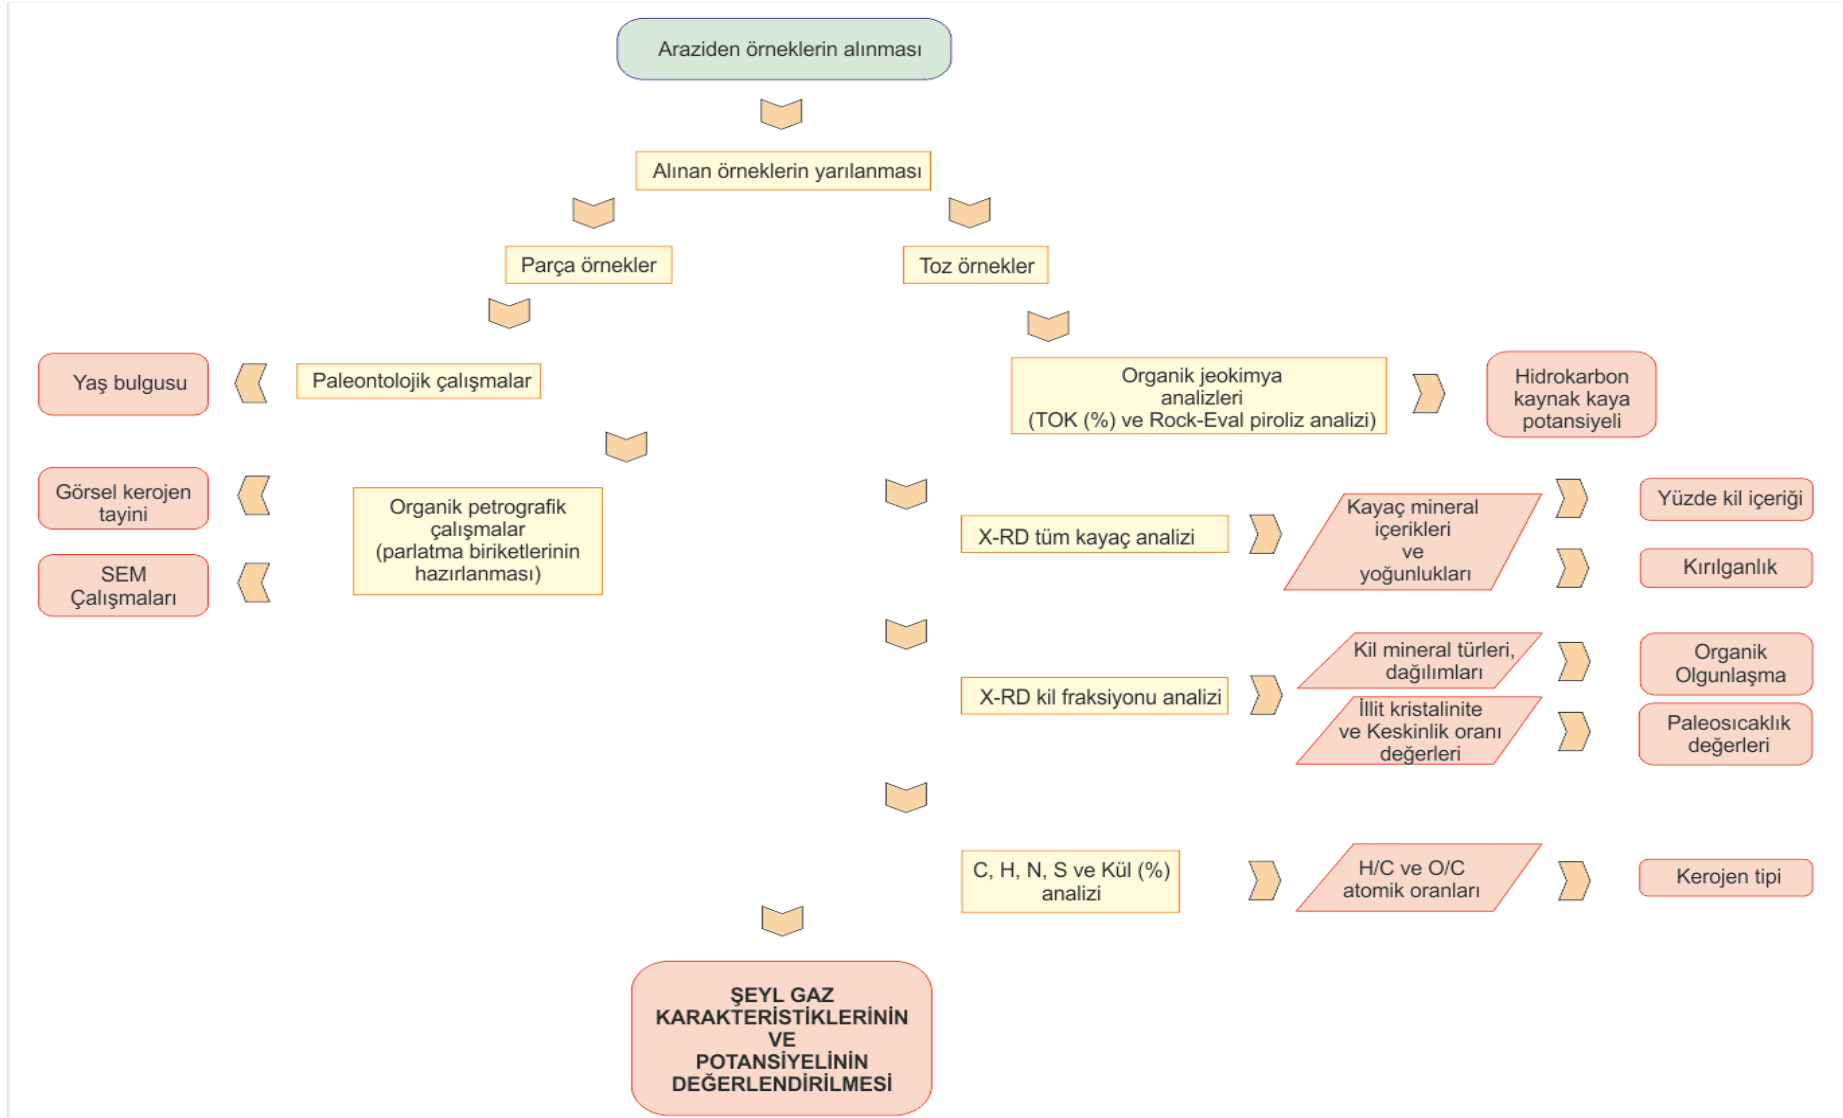 Araziden örneklerin alınması
Alınan örneklerin yarılanması
Parça örnekler
Toz örnekler
Yaş bulgusu
Paleontolojik çalışmalar
Organik jeokimya
analizleri
(TOK (%) ve Rock-Eval piroliz analizi)
Hidrokarbon
kaynak kaya
potansiyeli
Görsel kerojen
tayini
SEM
Çalışmaları
Organik petrografik
çalışmalar
(parlatma biriketlerinin
hazırlanması)
X-RD tüm kayaç analizi
Kayaç mineral
içerikleri
ve
yoğunlukları
Yüzde kil içeriği
Kırılganlık
X-RD kil fraksiyonu analizi
Kil mineral türleri,
dağılımları
Organik
Olgunlaşma
İllit kristalinite
ve Keskinlik oranı
değerleri
Paleosıcaklık
değerleri
C, H, N, S ve Kül (%)
analizi
H/C ve O/C
atomik oranları
Kerojen tipi
ŞEYL GAZ
KARAKTERİSTİKLERİNİN
VE
POTANSİYELİNİN
DEĞERLENDİRİLMESİ